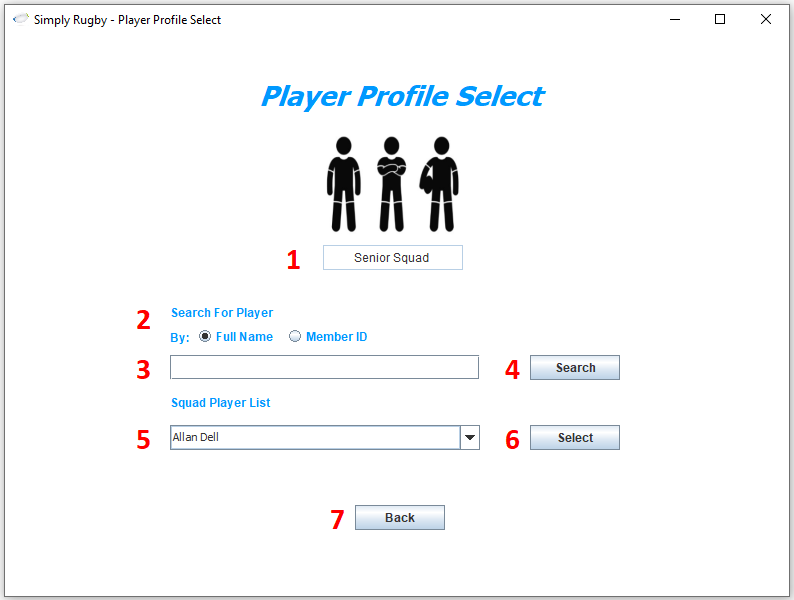 Simply Rugby - Player Profile Select
Player Profile Select
1 Senior Squad
2 Search For Player
By: Full Name Member ID
3 4 Search
Squad Player List
5 Allan Dell 6 Select
7 Back